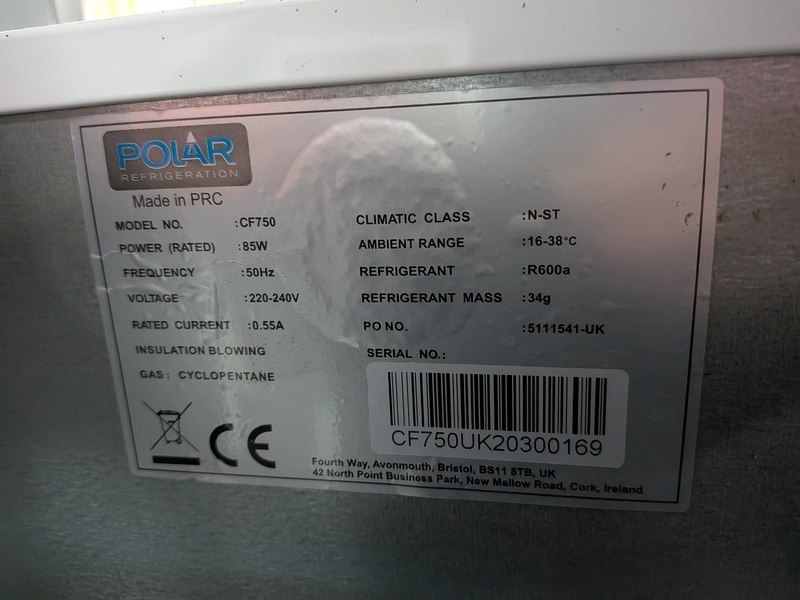 POLAR
REFRIGERATION
Made in PRC
MODEL NO. :CF750
POWER (RATED) :85W
FREQUENCY :50Hz
VOLTAGE :220-240V
RATED CURRENT :0.55A
INSULATION BLOWING
GAS: CYCLOPENTANE
CLIMATIC CLASS :N-ST
AMBIENT RANGE :16-38°C
REFRIGERANT :R600a
REFRIGERANT MASS :34g
PO NO. :5111541-UK
SERIAL NO.:
CF750UK20300169
CE
Fourth Way, Avonmouth, Bristol, BS11 8TB, UK
42 North Point Business Park, New Mallow Road, Cork, Ireland